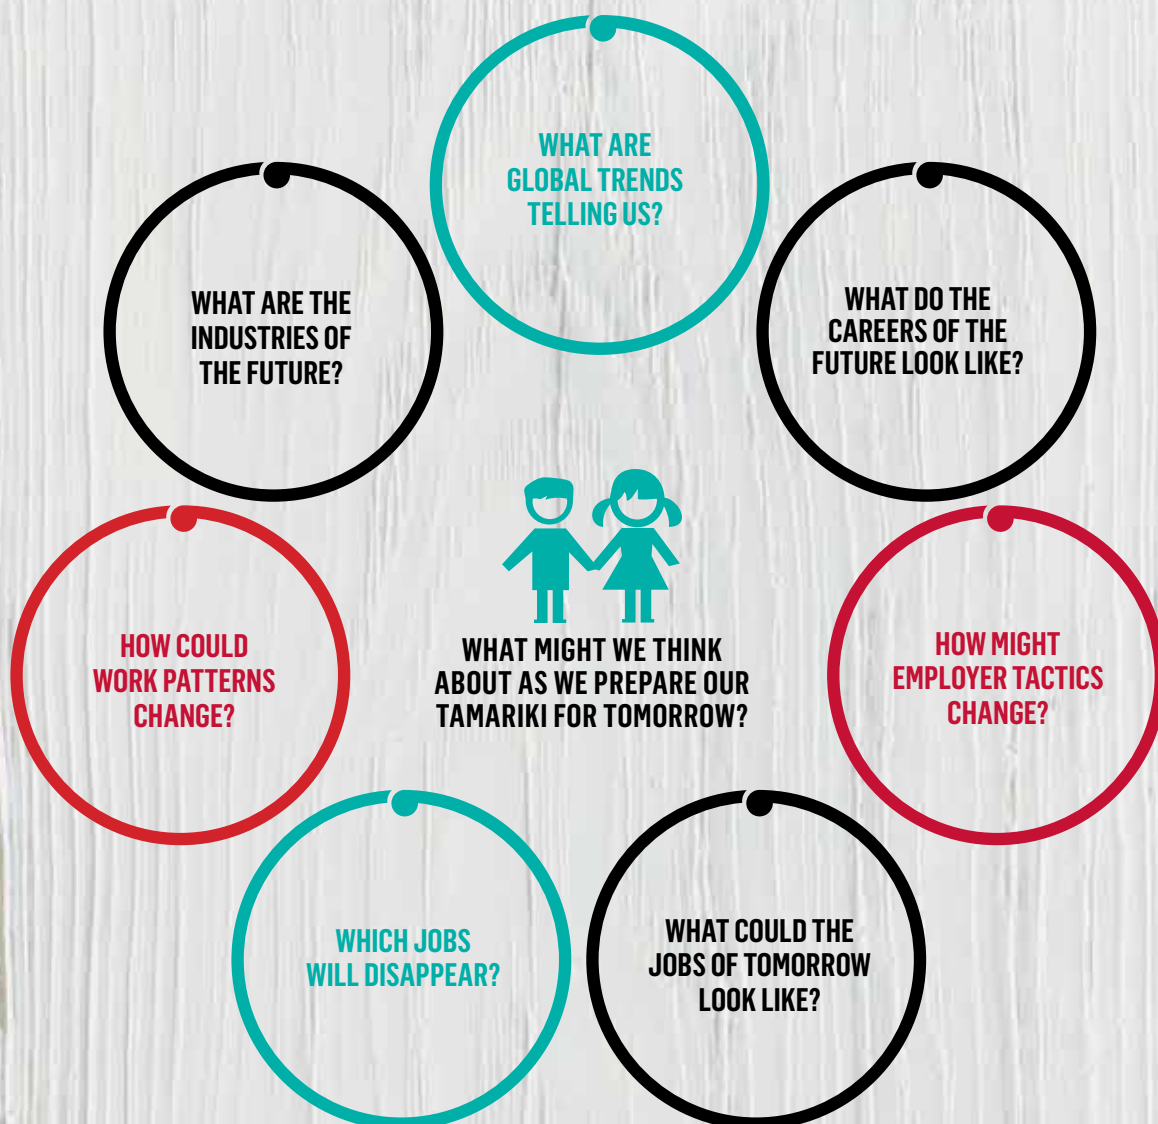 WHAT ARE
GLOBAL TRENDS
TELLING US?
WHAT ARE THE
INDUSTRIES OF
THE FUTURE?
WHAT DO THE
CAREERS OF THE
FUTURE LOOK LIKE?
HOW COULD
WORK PATTERNS
CHANGE?
WHAT MIGHT WE THINK
ABOUT AS WE PREPARE OUR
TAMARIKI FOR TOMORROW?
HOW MIGHT
EMPLOYER TACTICS
CHANGE?
WHICH JOBS
WILL DISAPPEAR?
WHAT COULD THE
JOBS OF TOMORROW
LOOK LIKE?